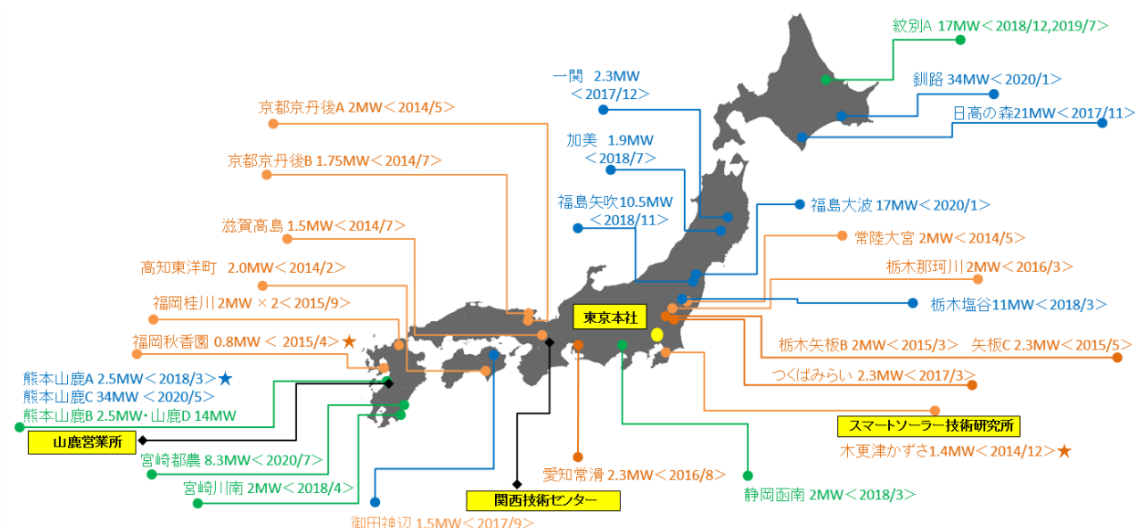 紋別A 17MW＜2018/12,2019/7＞
一関 2.3MW
＜2017/12＞
釧路 34MW＜2020/1＞
日高の森21MW＜2017/11＞
京都京丹後A 2MW＜2014/5＞
加美 1.9MW
＜2018/7＞
京都京丹後B 1.75MW＜2014/7＞
福島矢吹10.5MW
＜2018/11＞
福島大波 17MW＜2020/1＞
滋賀高島 1.5MW＜2014/7＞
常陸大宮 2MW＜2014/5＞
高知東洋町 2.0MW＜2014/2＞
栃木那珂川 2MW＜2016/3＞
福岡桂川 2MW × 2＜2015/9＞
東京本社
栃木塩谷11MW＜2018/3＞
福岡秋香園 0.8MW＜ 2015/4＞★
栃木矢板B 2MW＜2015/3＞ 矢板C 2.3MW＜2015/5＞
熊本山鹿A 2.5MW＜2018/3＞★
つくばみらい 2.3MW＜2017/3＞
熊本山鹿C 34MW＜2020/5＞
熊本山鹿B 2.5MW・山鹿D 14MW
スマートソーラー技術研究所
山鹿営業所
木更津かずさ1.4MW＜2014/12＞★
宮崎都農 8.3MW＜2020/7＞
愛知常滑 2.3MW＜2016/8＞
宮崎川南 2MW＜2018/4＞
関西技術センター
静岡函南 2MW＜2018/3＞
御田神辺 1.5MW＜2017/9＞